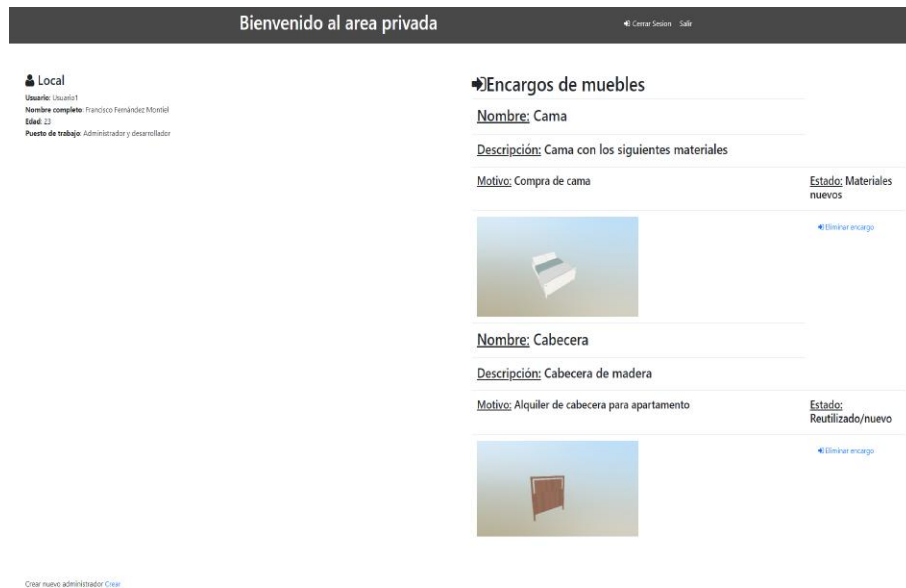 Bienvenido al area privada
Cerrar Sesion Salir
Local
Usuario: Usuario1
Nombre completo: Francisco Fernández Montiel
Edad: 23
Puesto de trabajo: Administrador y desarrollador
Encargos de muebles
Nombre: Cama
Descripción: Cama con los siguientes materiales
Motivo: Compra de cama
Estado: Materiales
nuevos
Eliminar encargo
Nombre: Cabecera
Descripción: Cabecera de madera
Motivo: Alquiler de cabecera para apartamento
Estado:
Reutilizado/nuevo
Eliminar encargo
Crear nuevo administrador Crear